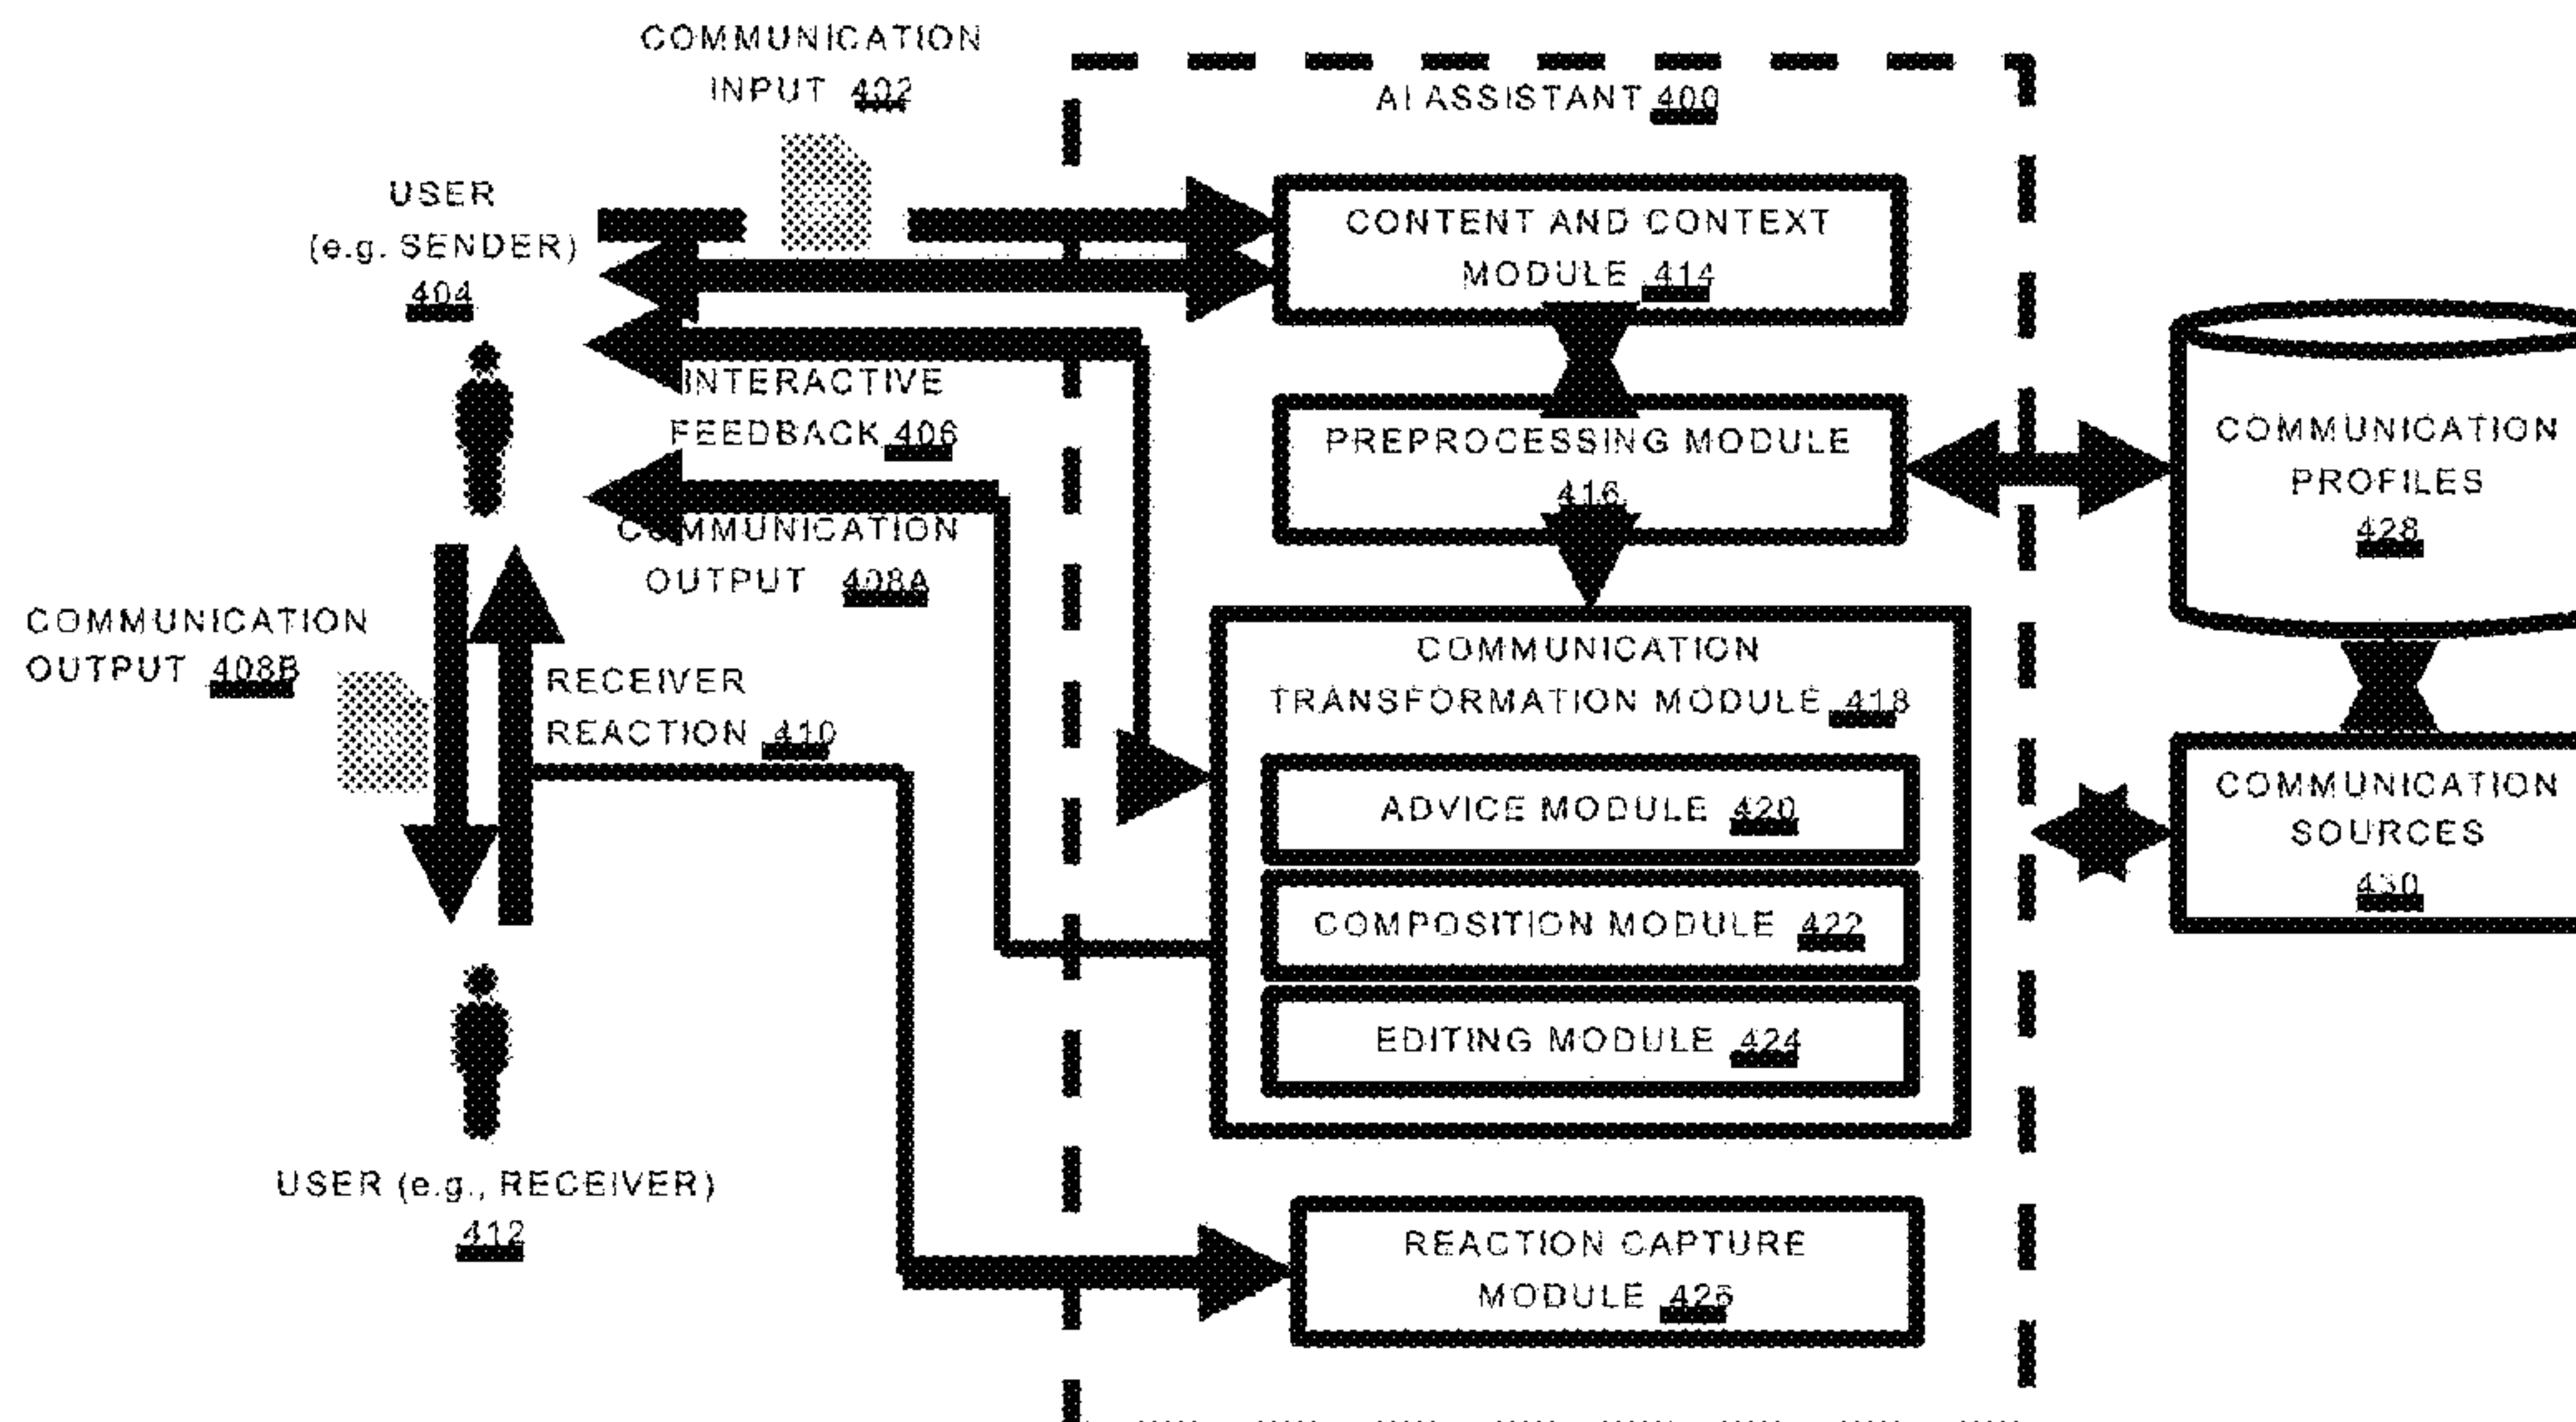 COMMUNICATION
INPUT 402
AI ASSISTANT 400
USER
(e.g. SENDER)
404
CONTENT AND CONTEXT
MODULE 414
INTERACTIVE
FEEDBACK 406
PREPROCESSING MODULE
416
COMMUNICATION
PROFILES
428
COMMUNICATION
OUTPUT 408A
COMMUNICATION
OUTPUT 408B
RECEIVER
REACTION 410
COMMUNICATION
TRANSFORMATION MODULE 418
ADVICE MODULE 420
COMPOSITION MODULE 422
EDITING MODULE 424
COMMUNICATION
SOURCES
430
USER (e.g., RECEIVER)
412
REACTION CAPTURE
MODULE 426